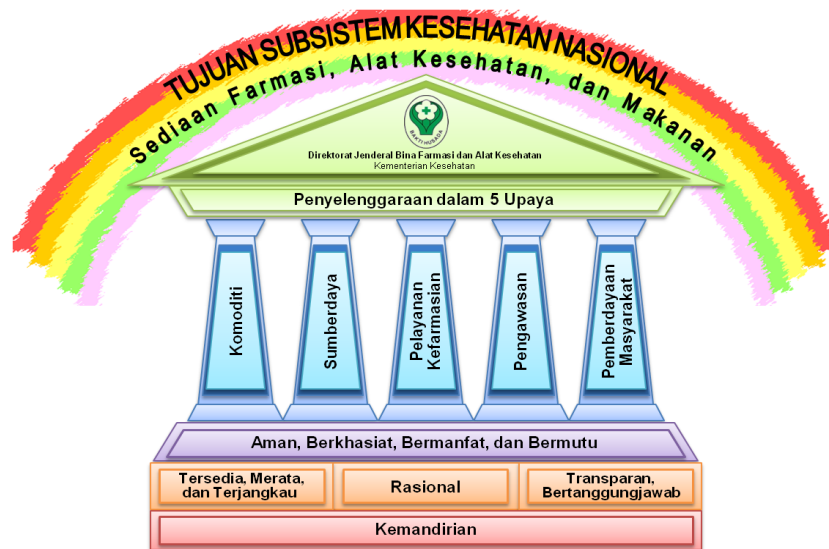 TUJUAN SUBSISTEM KESEHATAN NASIONAL
Sediaan Farmasi, Alat Kesehatan, dan Makanan
BAKTI HUSADA
Direktorat Jenderal Bina Farmasi dan Alat Kesehatan
Kementerian Kesehatan
Penyelenggaraan dalam 5 Upaya
Komoditi
Sumberdaya
Pelayanan
Kefarmasian
Pengawasan
Pemberdayaan
Masyarakat
Aman, Berkhasiat, Bermanfat, dan Bermutu
Tersedia, Merata,
dan Terjangkau
Rasional
Transparan,
Bertanggungjawab
Kemandirian